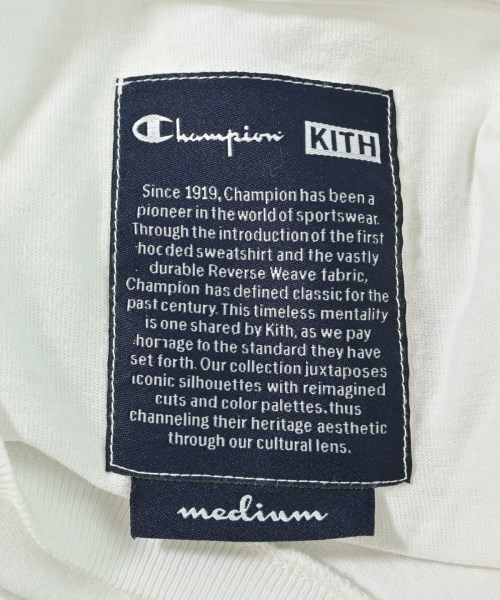 Champion KITH
Since 1919, Champion has been a
pioneer in the world of sportswear.
Through the introduction of the first
hooded sweatshirt and the vastly
durable Reverse Weave fabric,
Champion has defined classic for the
past century. This timeless mentality
is one shared by Kith, as we pay
homage to the standard they have
set forth. Our collection juxtaposes
iconic silhouettes with reimagined
cuts and color palettes, thus
channeling their heritage aesthetic
through our cultural lens.
medium